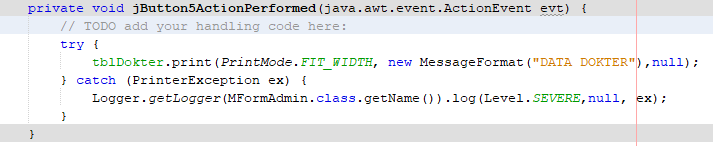 private void jButton5ActionPerformed(java.awt.event.ActionEvent evt) {
// TODO add your handling code here:
try {
tblDokter.print(PrintMode.FIT_WIDTH, new MessageFormat("DATA DOKTER"),null);
} catch (PrinterException ex) {
Logger.getLogger(MFormAdmin.class.getName()).log(Level.SEVERE,null, ex);
}
}